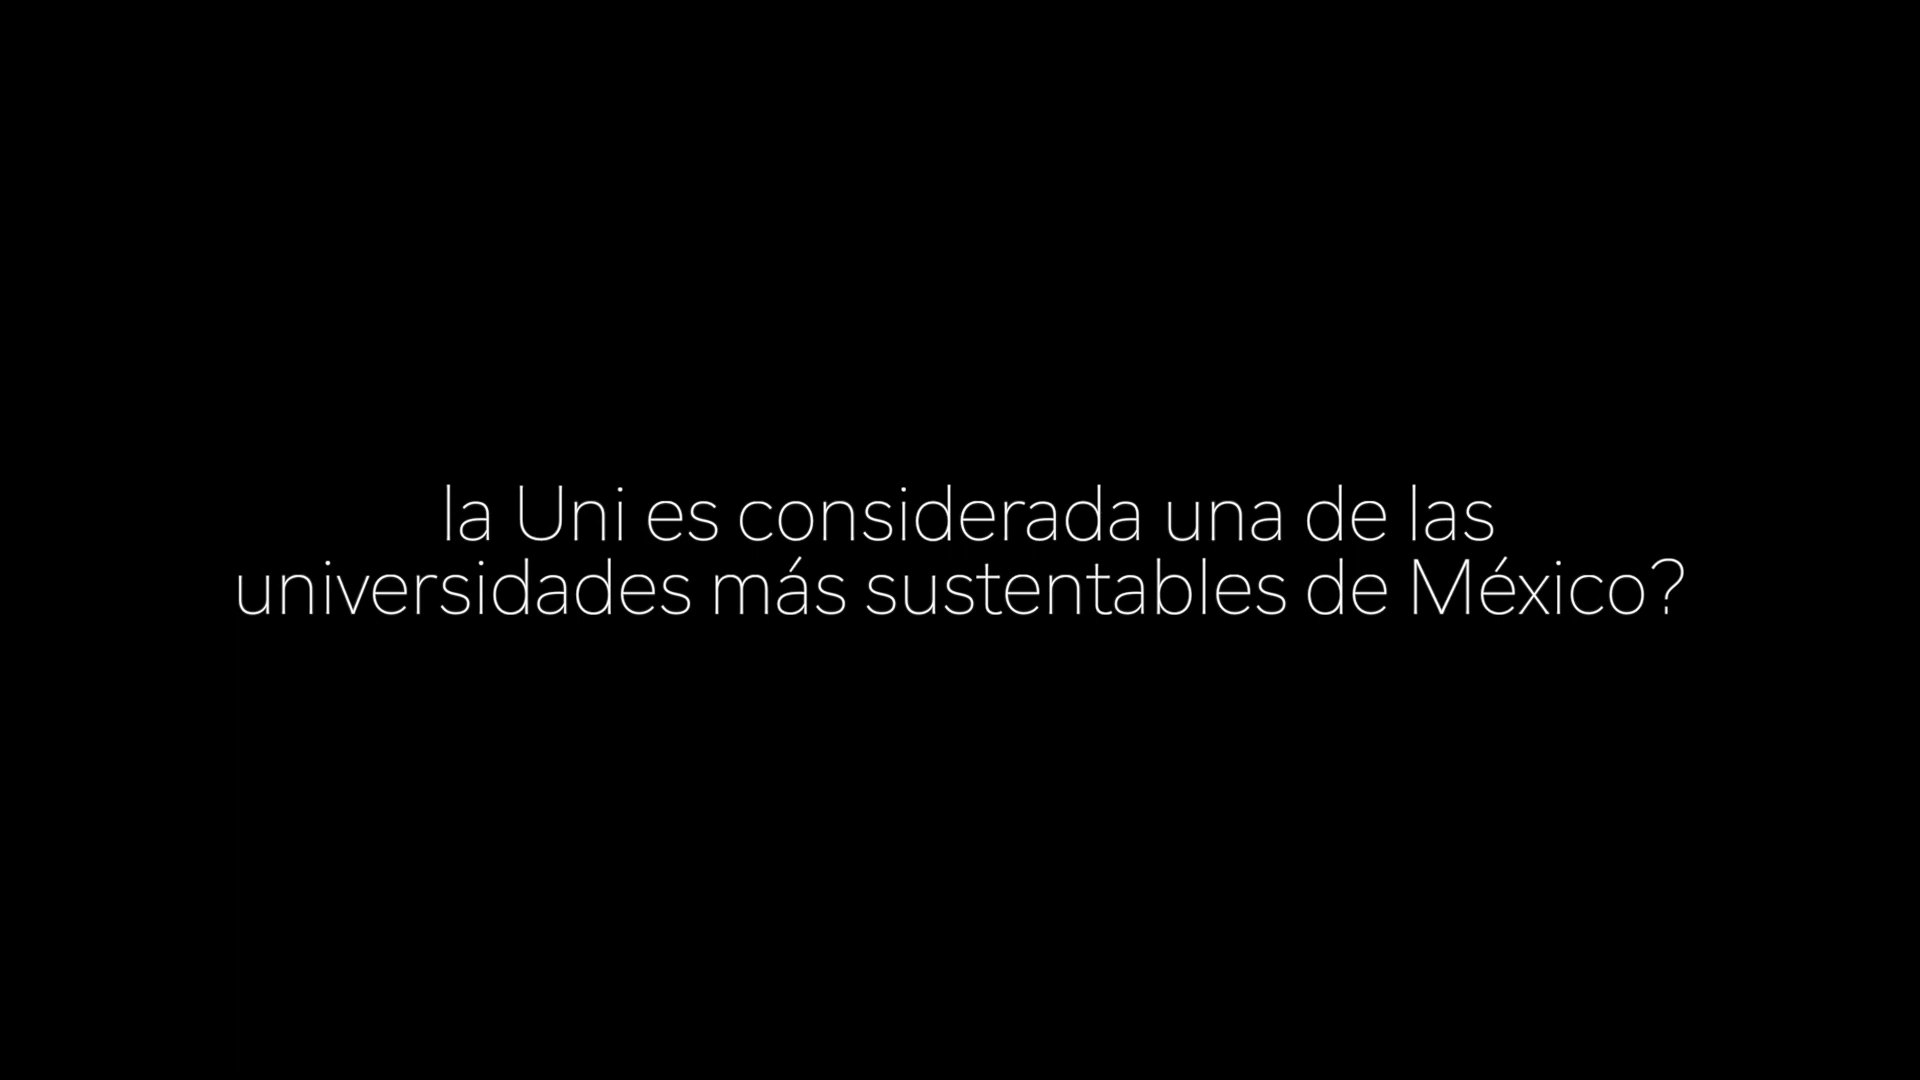 la Uni es considerada una de las
universidades más sustentables de México?